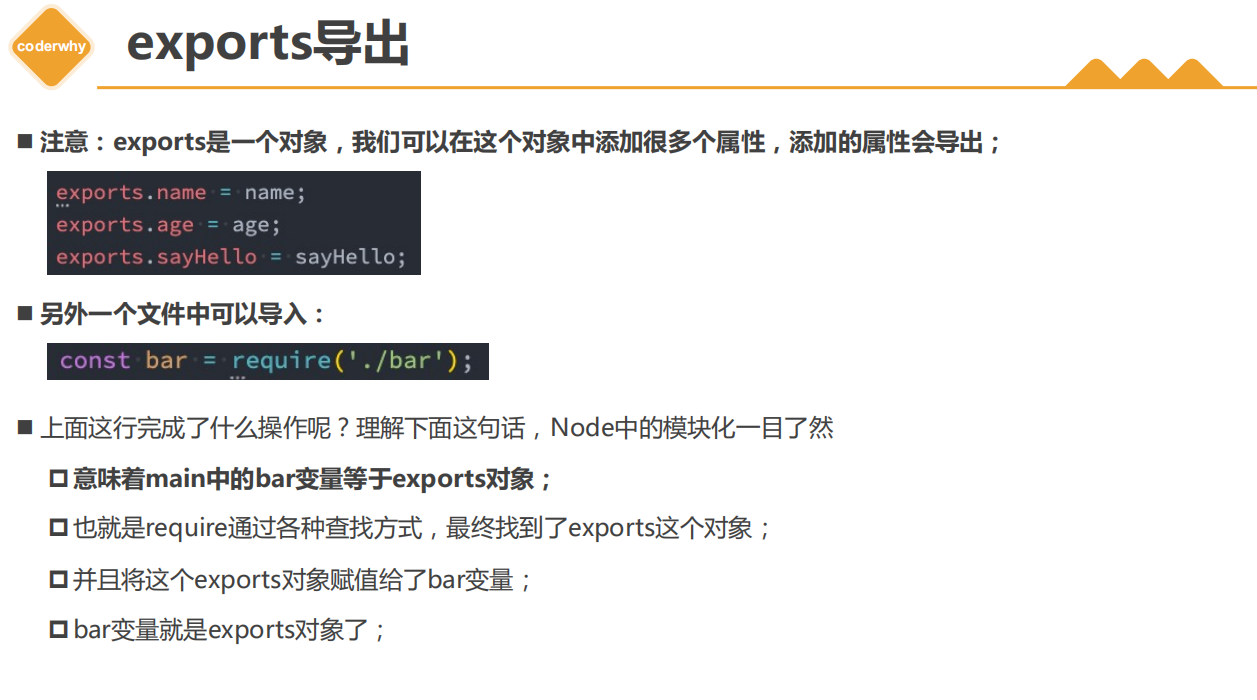 coderwhy
exports导出
注意：exports是一个对象，我们可以在这个对象中添加很多个属性，添加的属性会导出；
exports.name = name;
exports.age = age;
exports.sayHello = sayHello;
另外一个文件中可以导入：
const bar = require('./bar');
上面这行完成了什么操作呢？理解下面这句话，Node中的模块化一目了然
意味着main中的bar变量等于exports对象；
也就是require通过各种查找方式，最终找到了exports这个对象；
并且将这个exports对象赋值给了bar变量；
bar变量就是exports对象了；